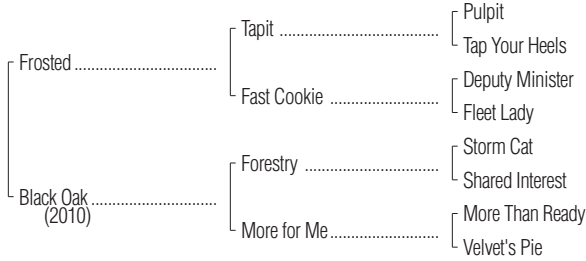 Pulpit
Tapit
Tap Your Heels
Frosted
Deputy Minister
Fast Cookie
Fleet Lady
Storm Cat
Forestry
Shared Interest
Black Oak
(2010)
More Than Ready
More for Me
Velvet's Pie